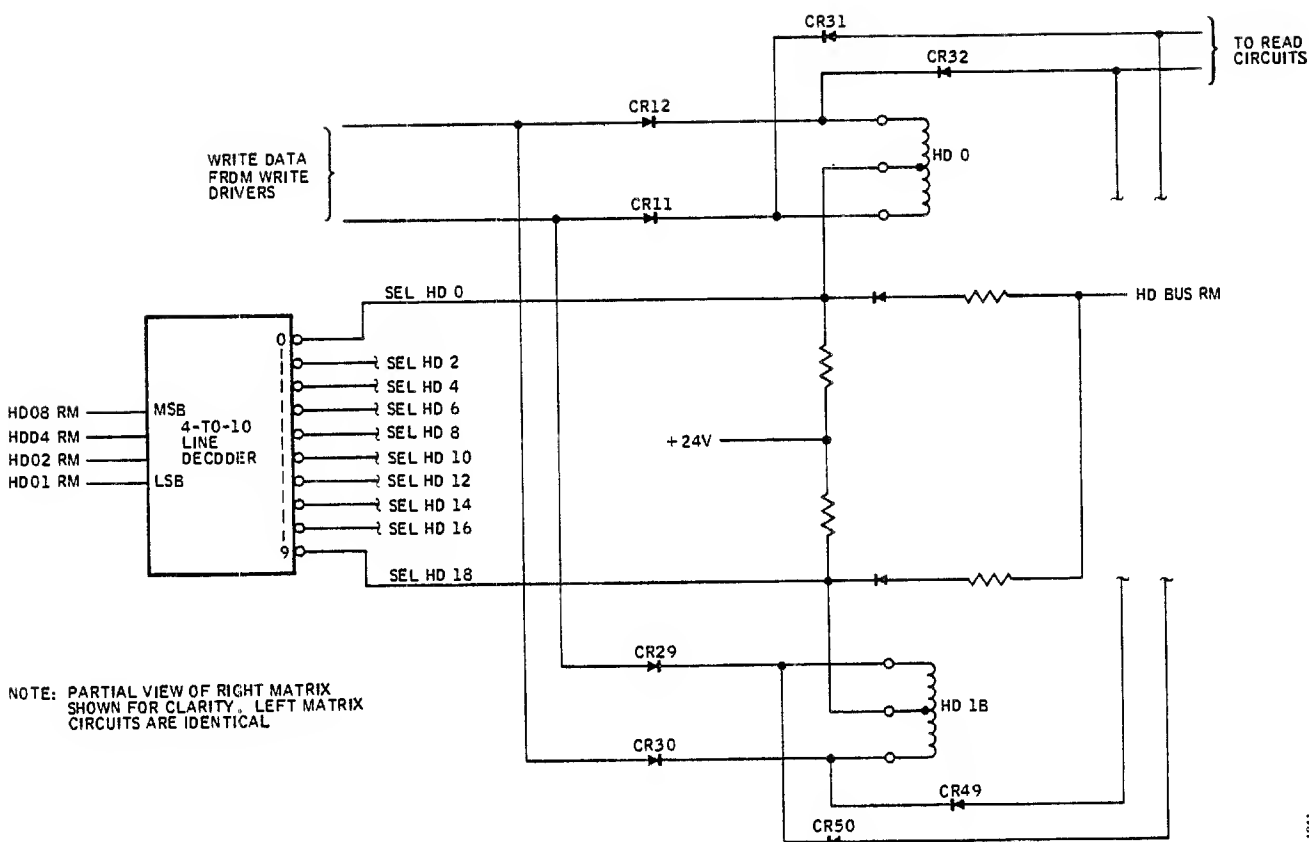 CR31
TO READ
CIRCUITS
CR32
CR12
WRITE DATA
FRDM WRITE
DRIVERS
HD 0
CR11
SEL HD 0
HD BUS RM
0
SEL HD 2
SEL HD 4
HD08 RM
MSB
SEL HD 6
HDD4 RM
4-TO-10
LINE
DECDDER
SEL HD 8
HD02 RM
SEL HD 10
+24V
HD01 RM
LSB
SEL HD 12
SEL HD 14
SEL HD 16
9
SEL HD 18
CR29
NOTE: PARTIAL VIEW OF RIGHT MATRIX
SHOWN FOR CLARITY. LEFT MATRIX
CIRCUITS ARE IDENTICAL
HD 1B
CR30
CR49
CR50